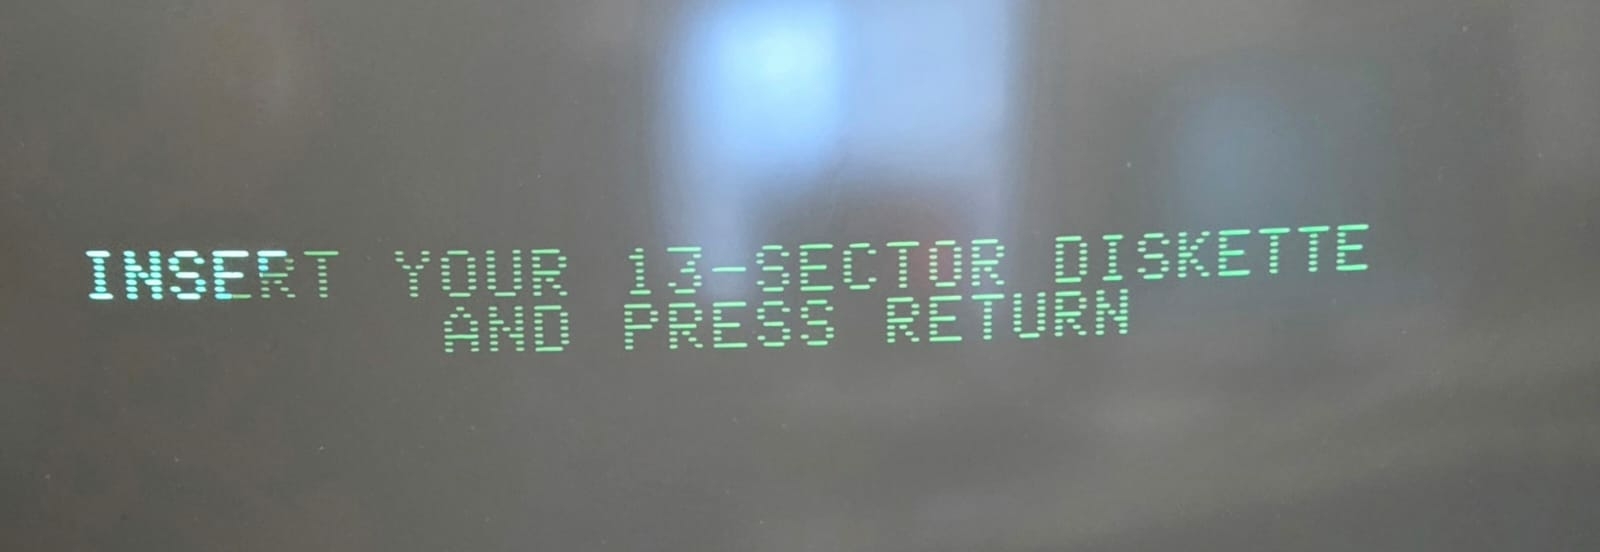 INSERT YOUR 13-SECTOR DISKETTE
AND PRESS RETURN